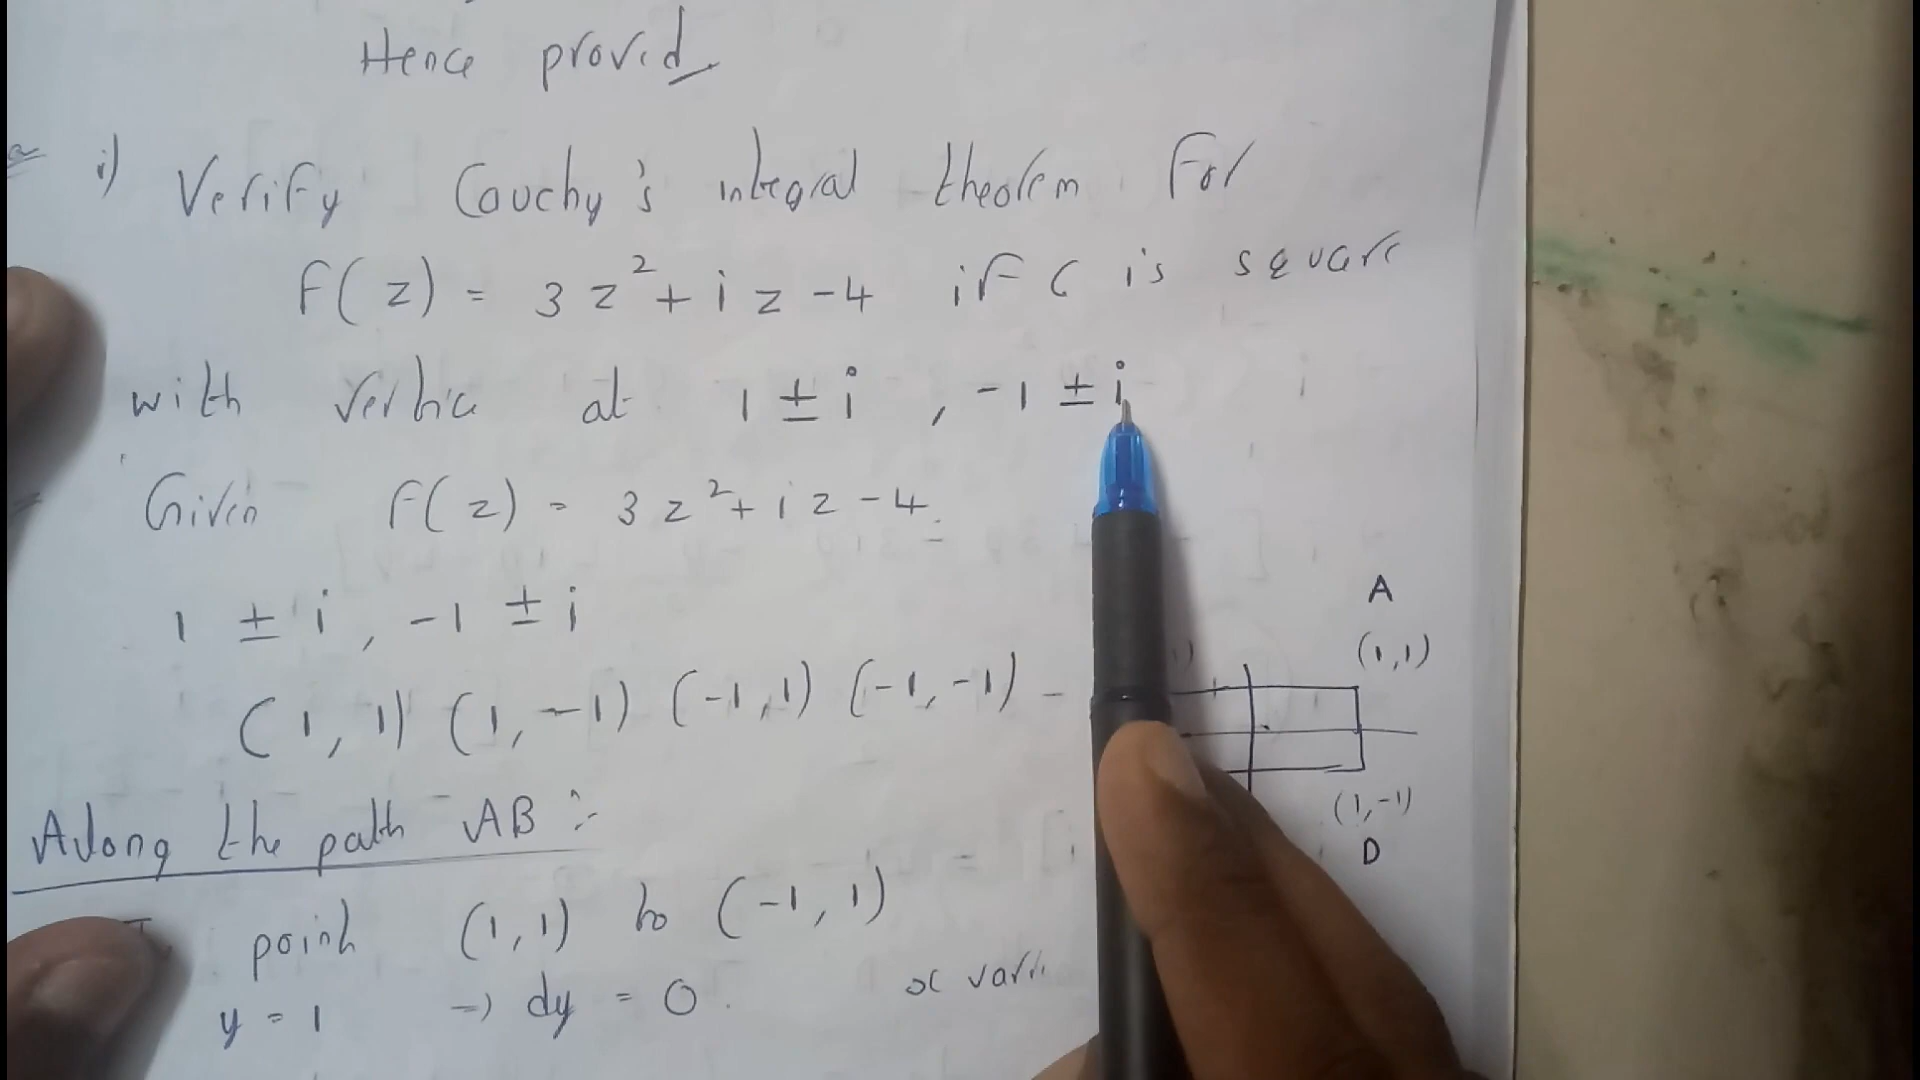 Hence proved
i) Verify Cauchy's integral theorem for
f(z) = 3z² + iz - 4 if C is square
with vertice at 1 ± i , -1 ± i
Given f(z) = 3z² + iz - 4.
1 ± i , -1 ± i
(1, 1) (1, -1) (-1, 1) (-1, -1) -
A
(1,1)
(1,-1)
D
Along the path AB :-
point (1,1) to (-1, 1)
y = 1 => dy = 0. x vari